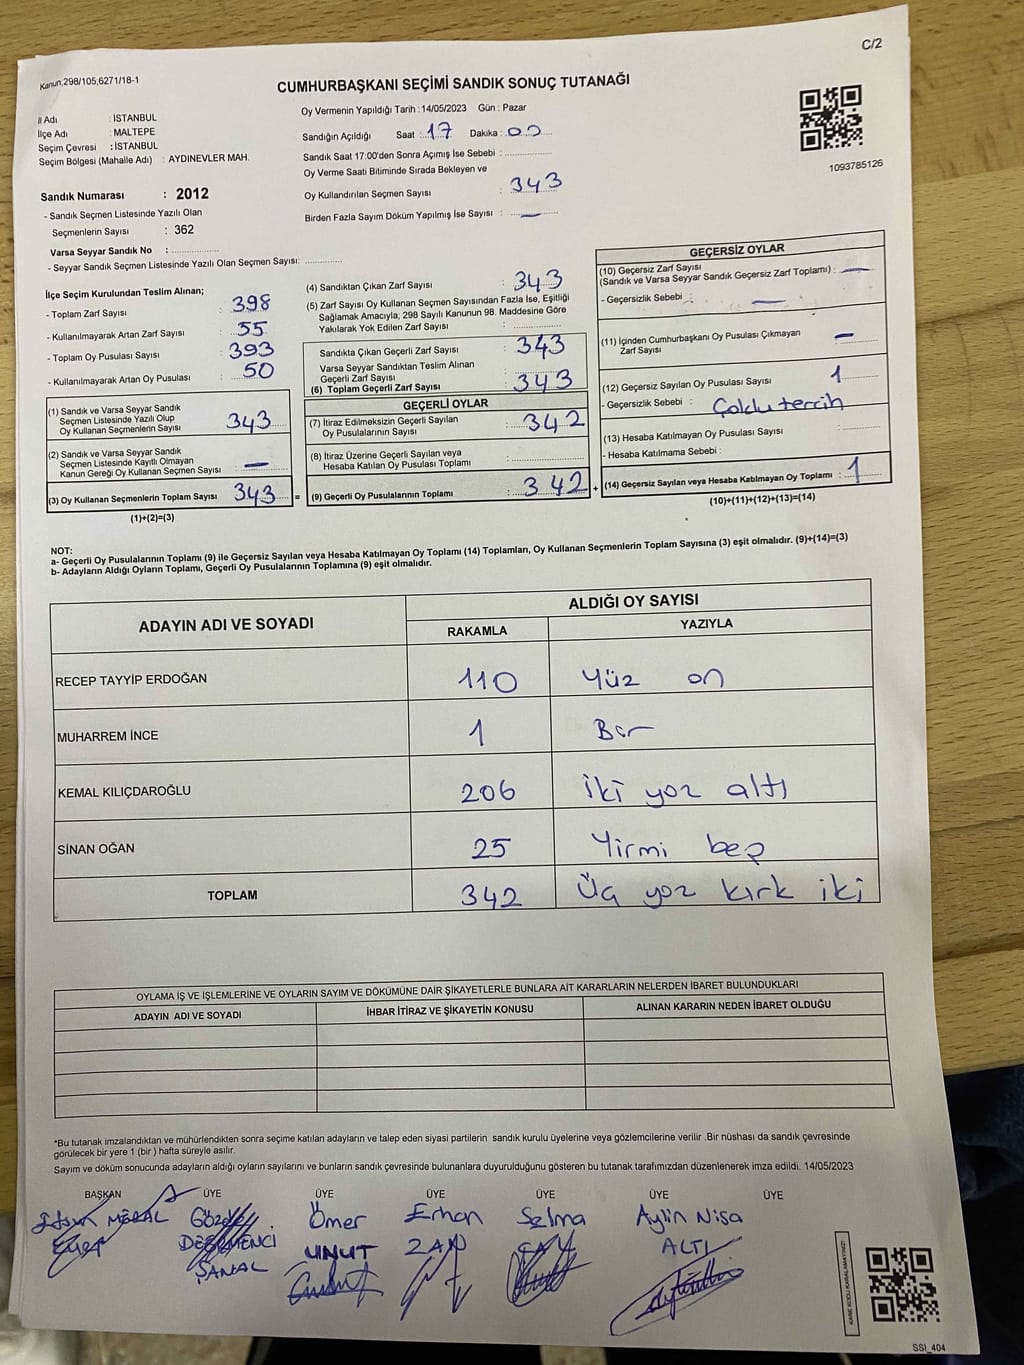 C/2
Kanun,298/105,6271/18-1
CUMHURBAŞKANI SEÇİMİ SANDIK SONUÇ TUTANAĞI
1093785126
İl Adı : İSTANBUL
İlçe Adı : MALTEPE
Seçim Çevresi : İSTANBUL
Seçim Bölgesi (Mahalle Adı) : AYDINEVLER MAH.
Sandık Numarası : 2012
- Sandık Seçmen Listesinde Yazılı Olan
Seçmenlerin Sayısı : 362
Varsa Seyyar Sandık No :
- Seyyar Sandık Seçmen Listesinde Yazılı Olan Seçmen Sayısı:
Oy Vermenin Yapıldığı Tarih :14/05/2023 Gün : Pazar
Sandığın Açıldığı Saat : 17 Dakika : 00
Sandık Saat 17:00'den Sonra Açımış İse Sebebi :
Oy Verme Saati Bitiminde Sırada Bekleyen ve
Oy Kullandırılan Seçmen Sayısı : 343
Birden Fazla Sayım Döküm Yapılmış İse Sayısı : —
İlçe Seçim Kurulundan Teslim Alınan;
- Toplam Zarf Sayısı : 398
- Kullanılmayarak Artan Zarf Sayısı : 55
- Toplam Oy Pusulası Sayısı : 393
- Kullanılmayarak Artan Oy Pusulası : 50
(1) Sandık ve Varsa Seyyar Sandık
Seçmen Listesinde Yazılı Olup
Oy Kullanan Seçmenlerin Sayısı : 343
(2) Sandık ve Varsa Seyyar Sandık
Seçmen Listesinde Kayıtlı Olmayan
Kanun Gereği Oy Kullanan Seçmen Sayısı : —
(3) Oy Kullanan Seçmenlerin Toplam Sayısı : 343 =
(1)+(2)=(3)
(4) Sandıktan Çıkan Zarf Sayısı : 343
(5) Zarf Sayısı Oy Kullanan Seçmen Sayısından Fazla İse, Eşitliği
Sağlamak Amacıyla; 298 Sayılı Kanunun 98. Maddesine Göre
Yakılarak Yok Edilen Zarf Sayısı :
Sandıkta Çıkan Geçerli Zarf Sayısı : 343
Varsa Seyyar Sandıktan Teslim Alınan
Geçerli Zarf Sayısı :
(6) Toplam Geçerli Zarf Sayısı : 343
GEÇERLİ OYLAR
(7) İtiraz Edilmeksizin Geçerli Sayılan
Oy Pusulalarının Sayısı : 342
(8) İtiraz Üzerine Geçerli Sayılan veya
Hesaba Katılan Oy Pusulası Toplamı :
(9) Geçerli Oy Pusulalarının Toplamı : 342 +
GEÇERSİZ OYLAR
(10) Geçersiz Zarf Sayısı
(Sandık ve Varsa Seyyar Sandık Geçersiz Zarf Toplamı) : —
- Geçersizlik Sebebi : —
(11) İçinden Cumhurbaşkanı Oy Pusulası Çıkmayan
Zarf Sayısı : —
(12) Geçersiz Sayılan Oy Pusulası Sayısı : 1
- Geçersizlik Sebebi : Çoklu tercih
(13) Hesaba Katılmayan Oy Pusulası Sayısı :
- Hesaba Katılmama Sebebi :
(14) Geçersiz Sayılan veya Hesaba Katılmayan Oy Toplamı : 1
(10)+(11)+(12)+(13)=(14)
NOT:
a- Geçerli Oy Pusulalarının Toplamı (9) ile Geçersiz Sayılan veya Hesaba Katılmayan Oy Toplamı (14) Toplamları, Oy Kullanan Seçmenlerin Toplam Sayısına (3) eşit olmalıdır. (9)+(14)=(3)
b- Adayların Aldığı Oyların Toplamı, Geçerli Oy Pusulalarının Toplamına (9) eşit olmalıdır.
ADAYIN ADI VE SOYADI
ALDIĞI OY SAYISI
RAKAMLA YAZIYLA
RECEP TAYYİP ERDOĞAN 110 Yüz on
MUHARREM İNCE 1 Bir
KEMAL KILIÇDAROĞLU 206 iki yüz altı
SİNAN OĞAN 25 Yirmi beş
TOPLAM 342 Üç yüz kırk iki
OYLAMA İŞ VE İŞLEMLERİNE VE OYLARIN SAYIM VE DÖKÜMÜNE DAİR ŞİKAYETLERLE BUNLARA AİT KARARLARIN NELERDEN İBARET BULUNDUKLARI
ADAYIN ADI VE SOYADI İHBAR İTİRAZ VE ŞİKAYETİN KONUSU ALINAN KARARIN NEDEN İBARET OLDUĞU
*Bu tutanak imzalandıktan ve mühürlendikten sonra seçime katılan adayların ve talep eden siyasi partilerin sandık kurulu üyelerine veya gözlemcilerine verilir .Bir nüshası da sandık çevresinde
görülecek bir yere 1 (bir ) hafta süreyle asılır.
Sayım ve döküm sonucunda adayların aldığı oyların sayılarını ve bunların sandık çevresinde bulunanlara duyurulduğunu gösteren bu tutanak tarafımızdan düzenlenerek imza edildi. 14/05/2023
BAŞKAN ÜYE ÜYE ÜYE ÜYE ÜYE ÜYE
MERAL Gözde Ömer Erhan Selma Aylin Nisa
DEĞİRMENCİ UNUT ZAP ALTI
ŞANAL
KARE KODU KARALAMAYINIZ!
SSİ_404